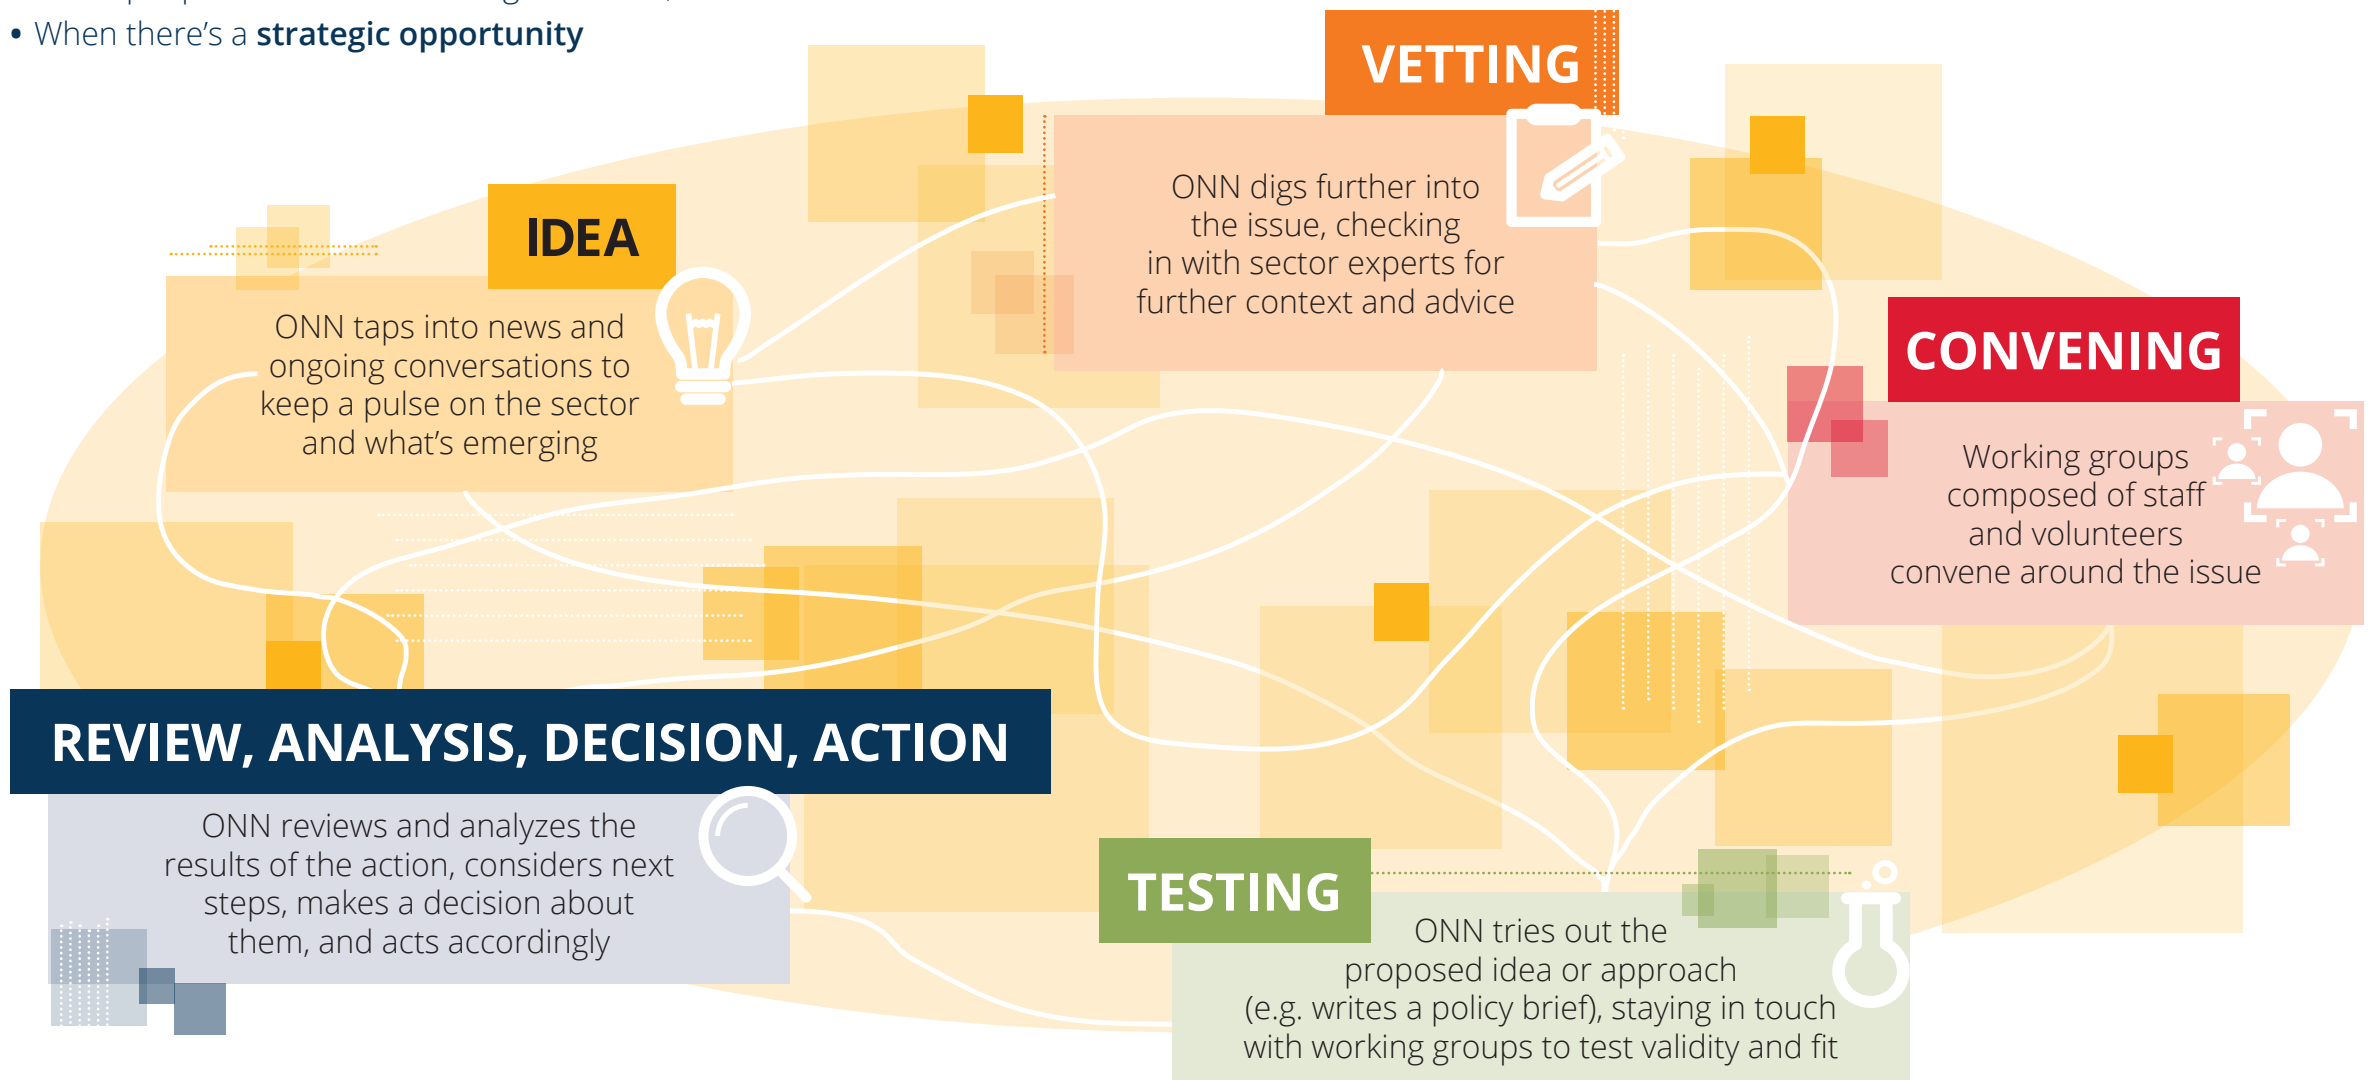 • When there’s a strategic opportunity
VETTING
ONN digs further into
the issue, checking
in with sector experts for
further context and advice
IDEA
ONN taps into news and
ongoing conversations to
keep a pulse on the sector
and what’s emerging
CONVENING
Working groups
composed of staff
and volunteers
convene around the issue
REVIEW, ANALYSIS, DECISION, ACTION
ONN reviews and analyzes the
results of the action, considers next
steps, makes a decision about
them, and acts accordingly
TESTING
ONN tries out the
proposed idea or approach
(e.g. writes a policy brief), staying in touch
with working groups to test validity and fit